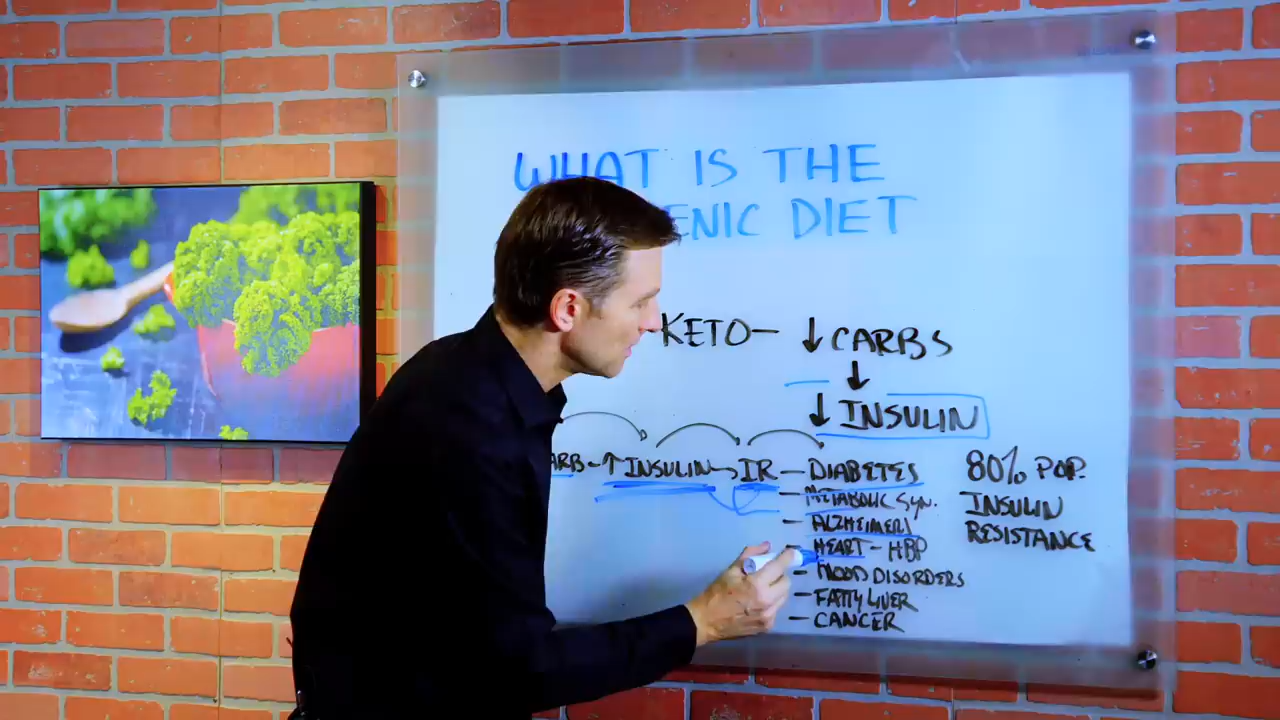 WHAT IS THE
ENIC DIET
KETO— ↓ CARBS
↓
↓ INSULIN
ARB-↑ INSULIN→ IR — DIABETES
— METABOLIC SYN.
— ALZHEIMERS
— HEART - HBP
— MOOD DISORDERS
— FATTY LIVER
— CANCER
80% POP.
INSULIN
RESISTANCE